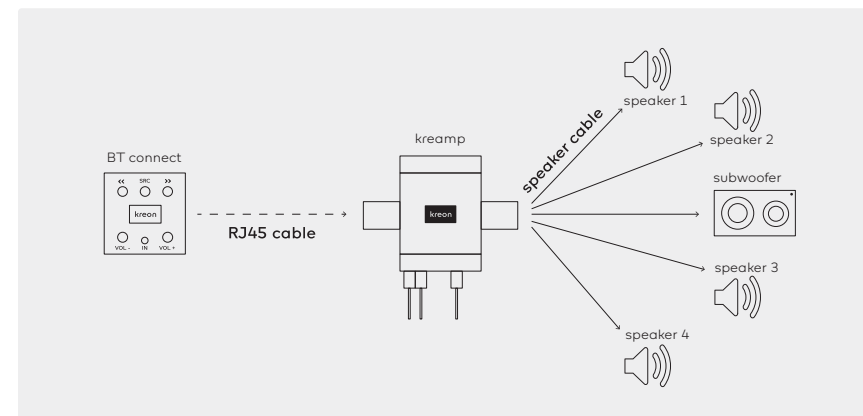 speaker 1
speaker cable
speaker 2
kreamp
BT connect
<< SRC >>
kreon
VOL - IN VOL +
RJ45 cable
kreon
subwoofer
speaker 3
speaker 4